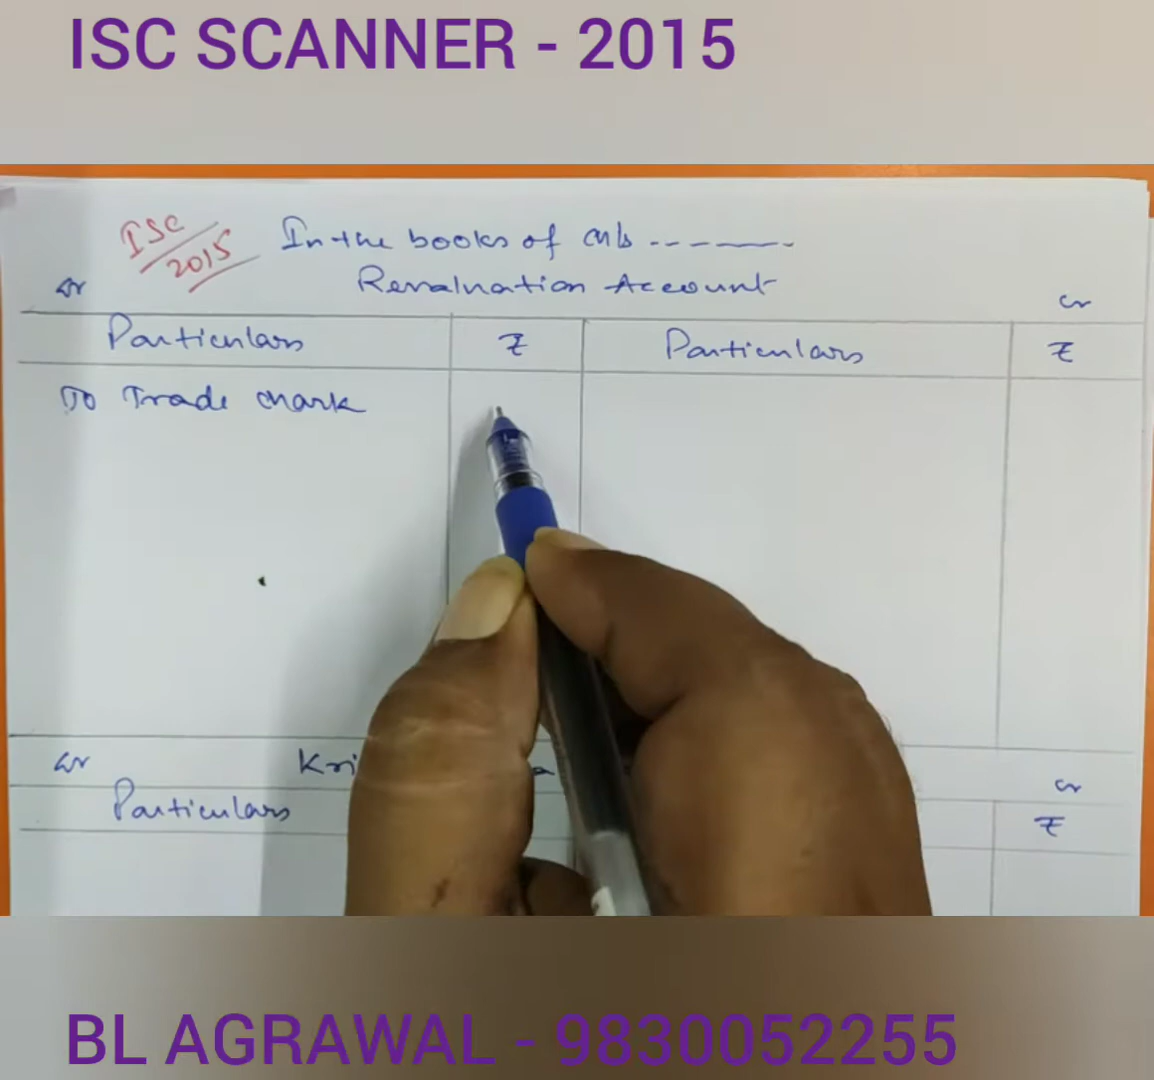 ISC SCANNER - 2015
ISC
2015
In the books of M/s --------
Revaluation Account
Dr
Cr
Particulars ₹ Particulars ₹
To Trade Mark
Dr
Cr
Particulars
₹
BL AGRAWAL - 9830052255